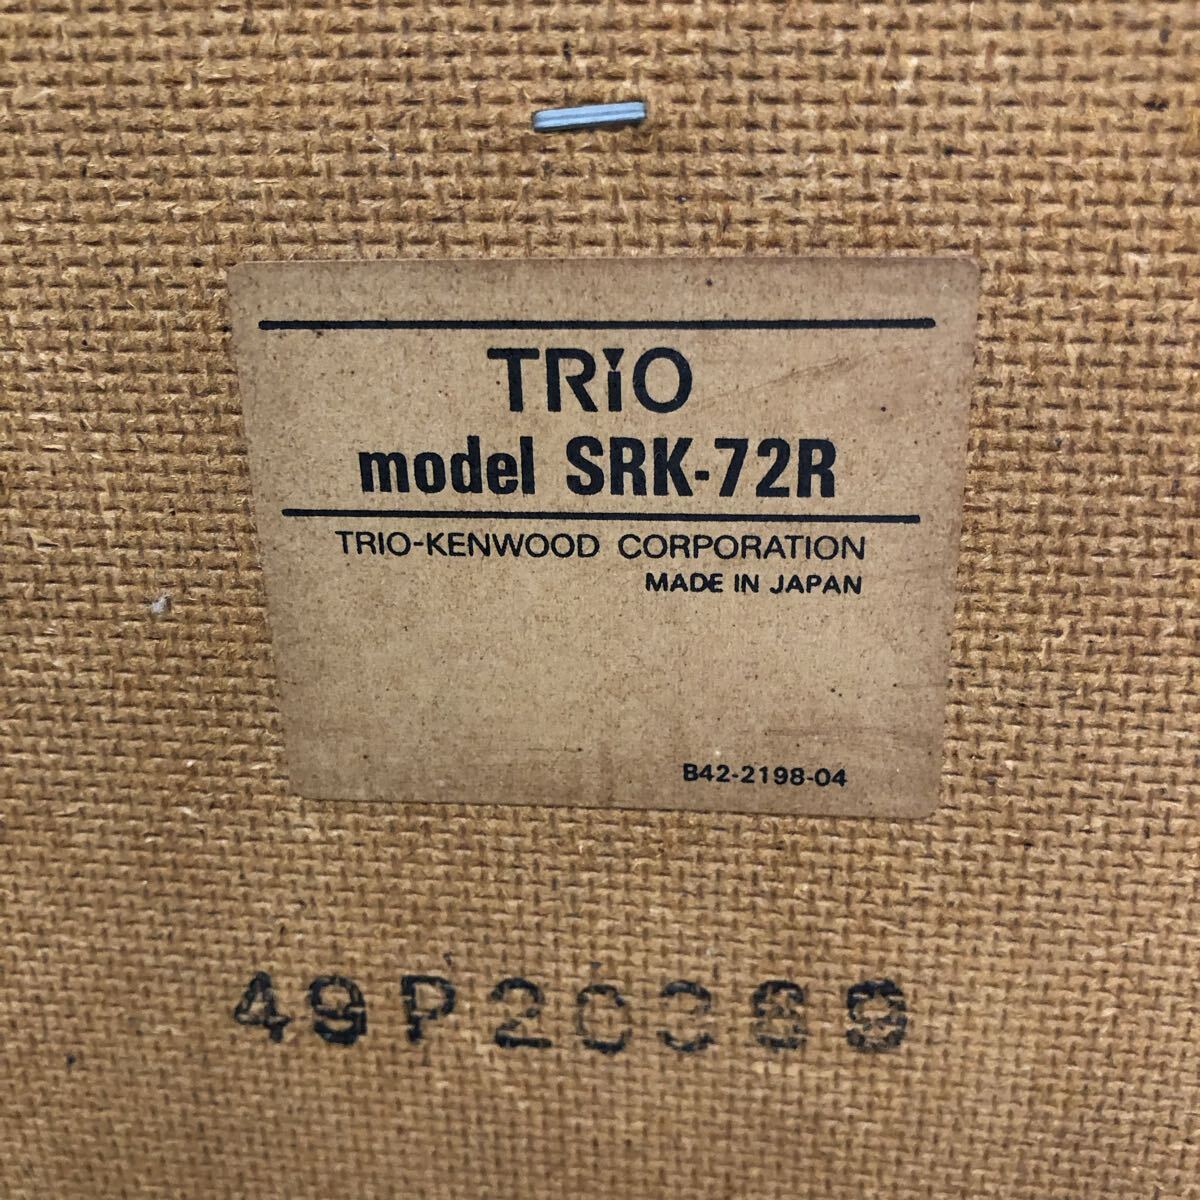 TRiO
model SRK-72R
TRIO-KENWOOD CORPORATION
MADE IN JAPAN
B42-2198-04